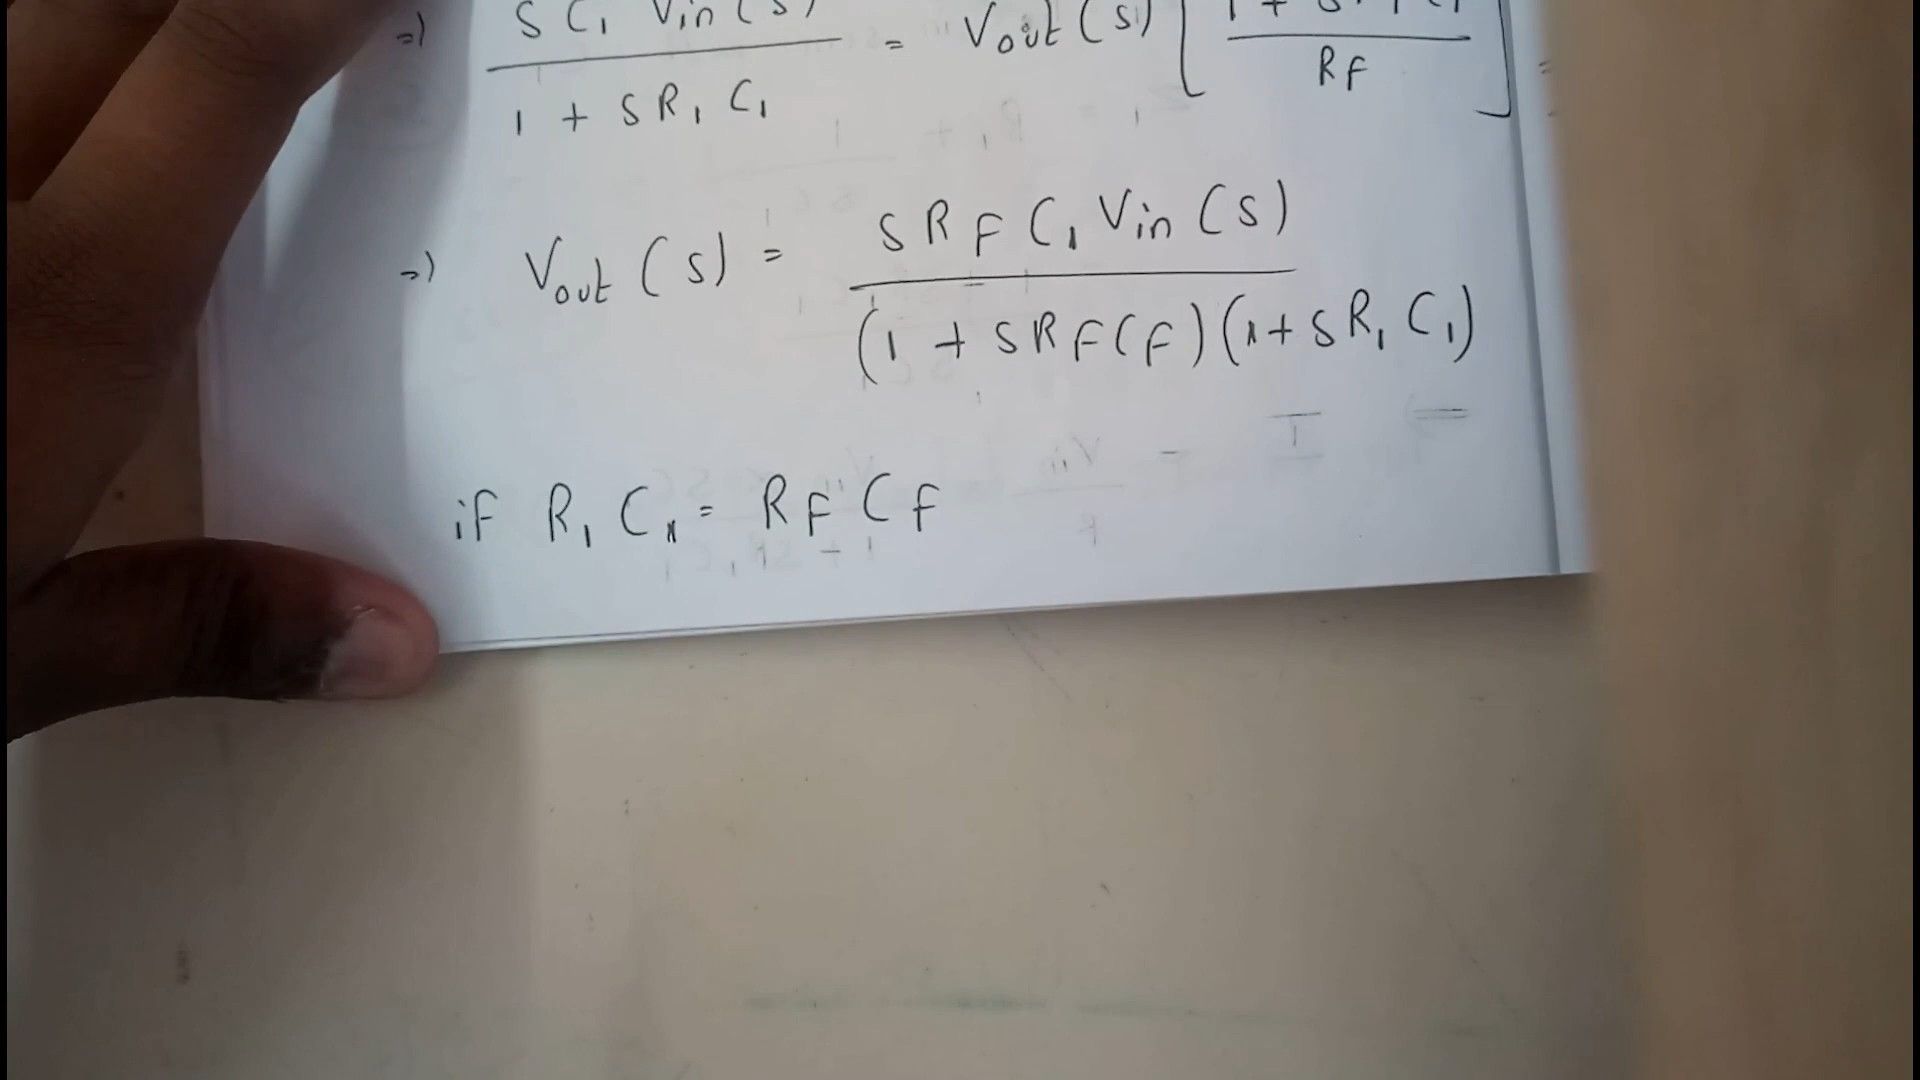 =) S C1 Vin (S) / 1 + S R1 C1 = Vout (S) [ / RF ]
=) Vout (S) = S RF C1 Vin (S) / (1 + S RF CF) (1 + S R1 C1)
if R1 C1 = RF CF